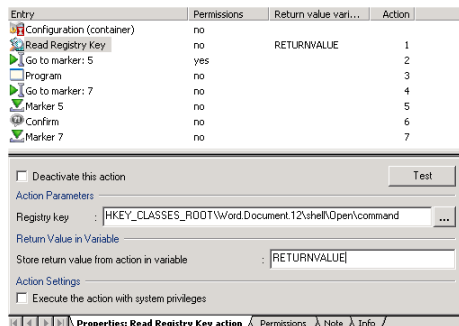 Entry Permissions Return value vari... Action
Configuration (container) no
Read Registry Key no RETURNVALUE 1
Go to marker: 5 yes 2
Program no 3
Go to marker: 7 no 4
Marker 5 no 5
Confirm no 6
Marker 7 no 7
Deactivate this action Test
Action Parameters
Registry key : HKEY_CLASSES_ROOT\Word.Document.12\shell\Open\command ...
Return Value in Variable
Store return value from action in variable : RETURNVALUE
Action Settings
Execute the action with system privileges
Properties: Read Registry Key action Permissions Note Info